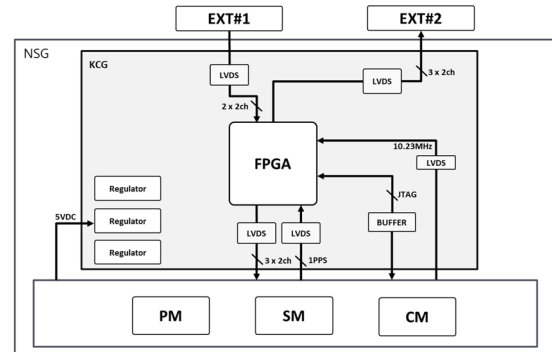 EXT#1
EXT#2
NSG
KCG
LVDS
LVDS
3 x 2ch
2 x 2ch
FPGA
10.23MHz
LVDS
Regulator
JTAG
5VDC
Regulator
BUFFER
LVDS
LVDS
Regulator
3 x 2ch
1PPS
PM
SM
CM